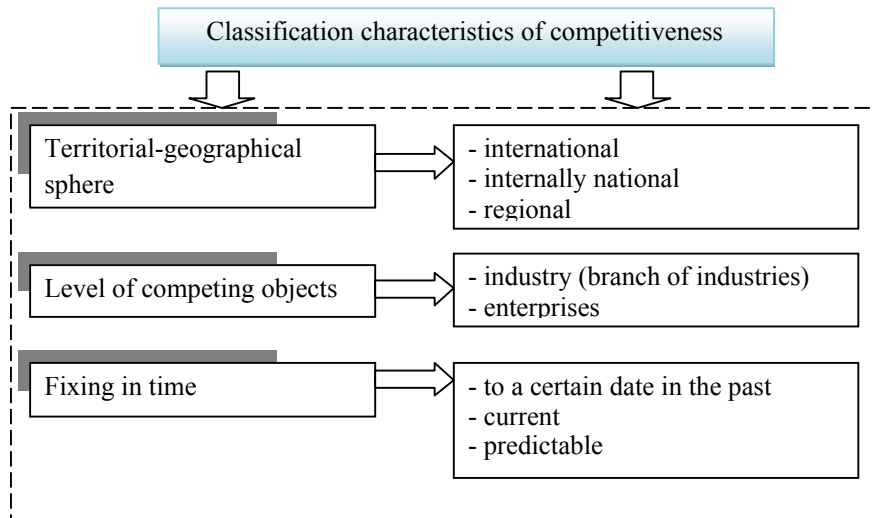 Classification characteristics of competitiveness
Territorial-geographical
sphere
- international
- internally national
- regional
Level of competing objects
- industry (branch of industries)
- enterprises
Fixing in time
- to a certain date in the past
- current
- predictable